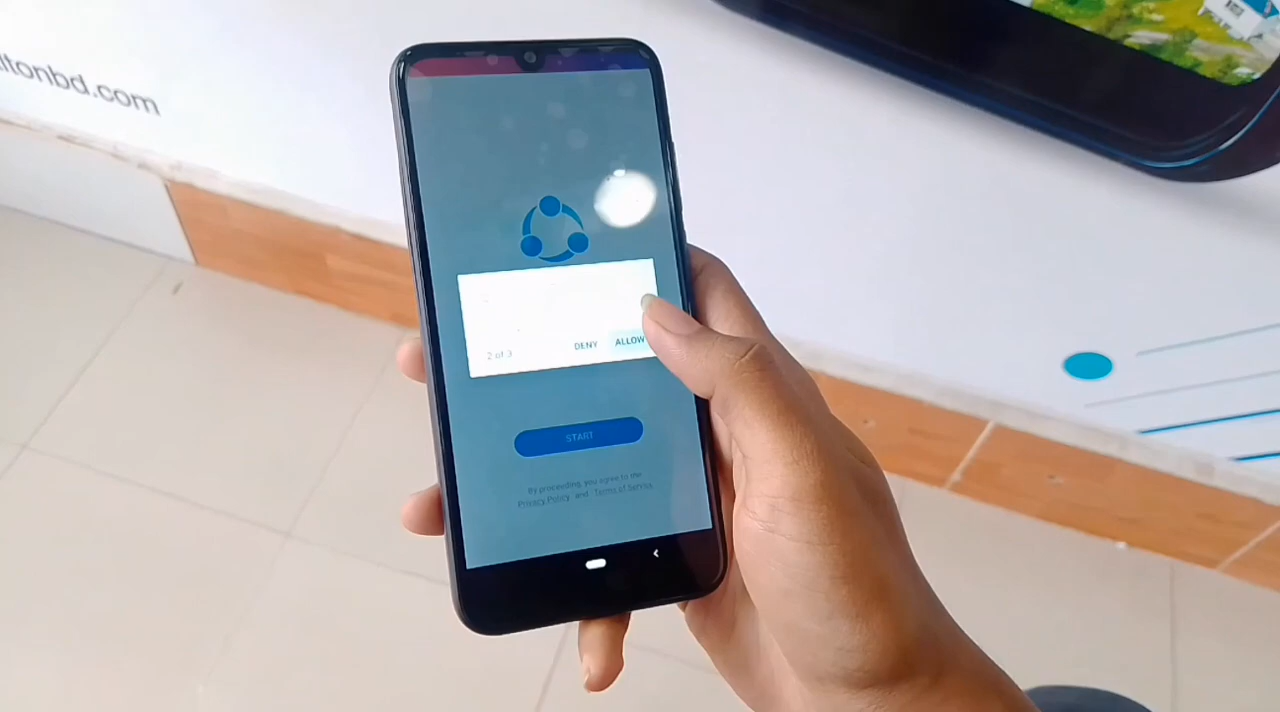 ltonbd.com
2 of 3
DENY
ALLOW
START
By proceeding, you agree to the
Privacy Policy and Terms of Service